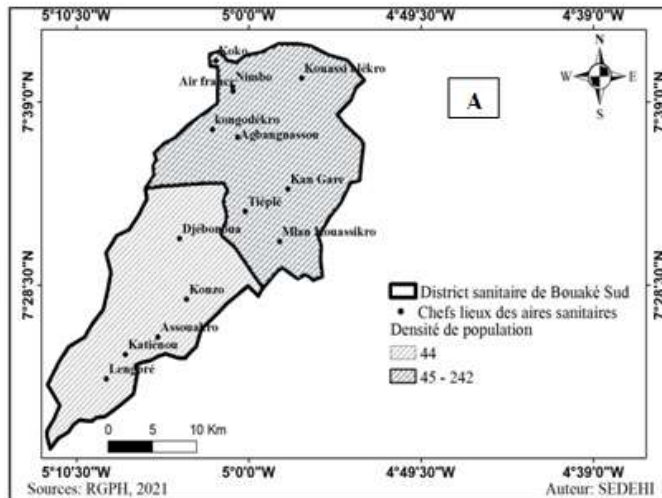 5°10'30"W 5°0'0"W 4°49'30"W 4°39'0"W
7°39'0"N
7°28'30"N
Koko
Air france
Nimbo
Kouassi alékro
kongodékro
Agbangnassou
Kan Gare
Tiéplé
Mlan Kouassikro
Djébonoua
Konzo
Assouakro
Katiénou
Lengbré
A
N
W E
S
7°39'0"N
7°28'30"N
District sanitaire de Bouaké Sud
Chefs lieux des aires sanitaires
Densité de population
44
45 - 242
0 5 10 Km
5°10'30"W 5°0'0"W 4°49'30"W 4°39'0"W
Sources: RGPH, 2021 Auteur: SEDEHI